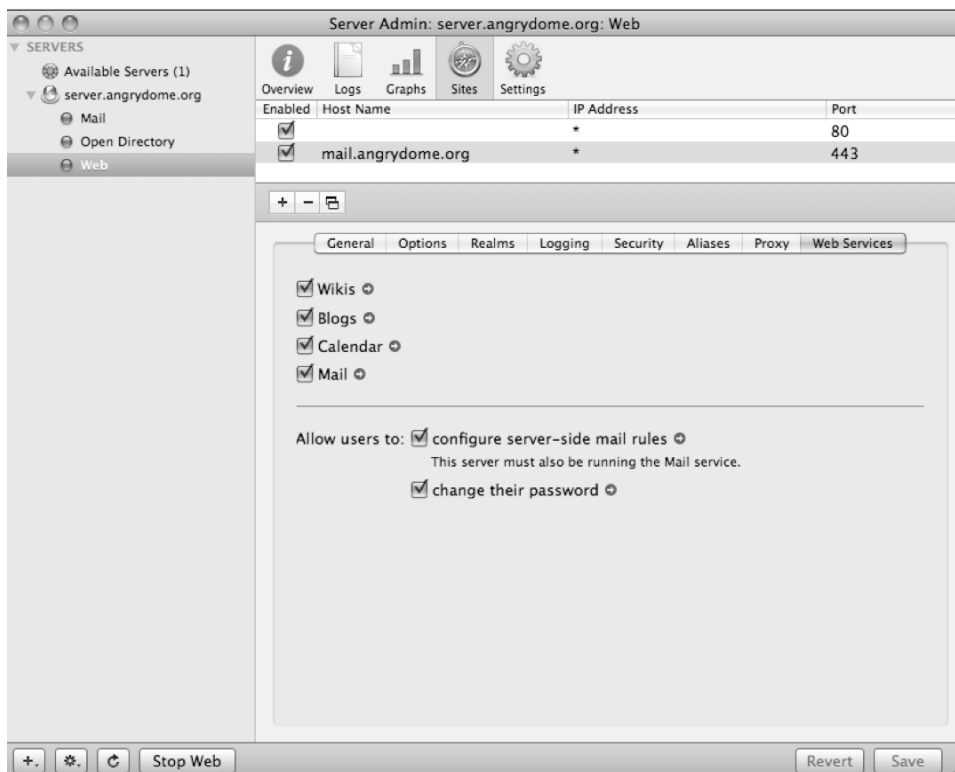 Server Admin: server.angrydome.org: Web
SERVERS
Available Servers (1)
server.angrydome.org
Mail
Open Directory
Web
Overview Logs Graphs Sites Settings
Enabled Host Name IP Address Port
* 80
mail.angrydome.org * 443
General Options Realms Logging Security Aliases Proxy Web Services
Wikis
Blogs
Calendar
Mail
Allow users to: configure server-side mail rules
This server must also be running the Mail service.
change their password
Stop Web Revert Save